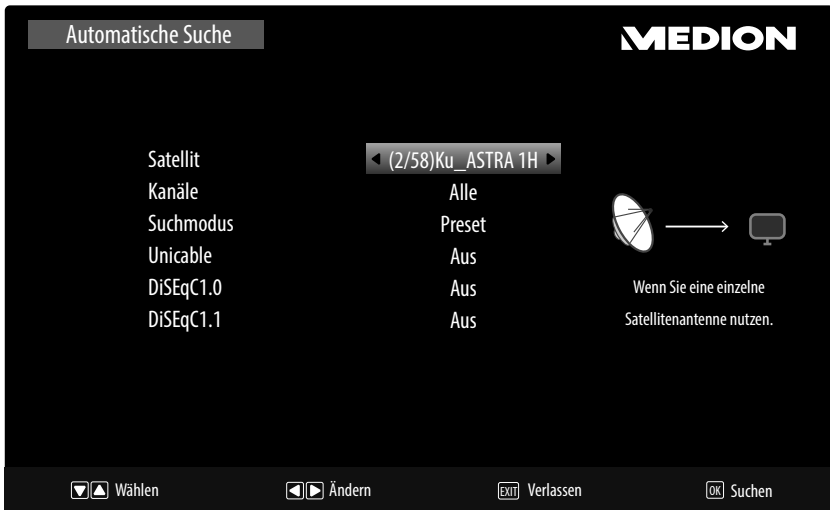 Automatische Suche
MEDION
Satellit (2/58)Ku_ASTRA 1H
Kanäle Alle
Suchmodus Preset
Unicable Aus
DiSEqC1.0 Aus
DiSEqC1.1 Aus
Wenn Sie eine einzelne
Satellitenantenne nutzen.
Wählen Ändern EXIT Verlassen OK Suchen